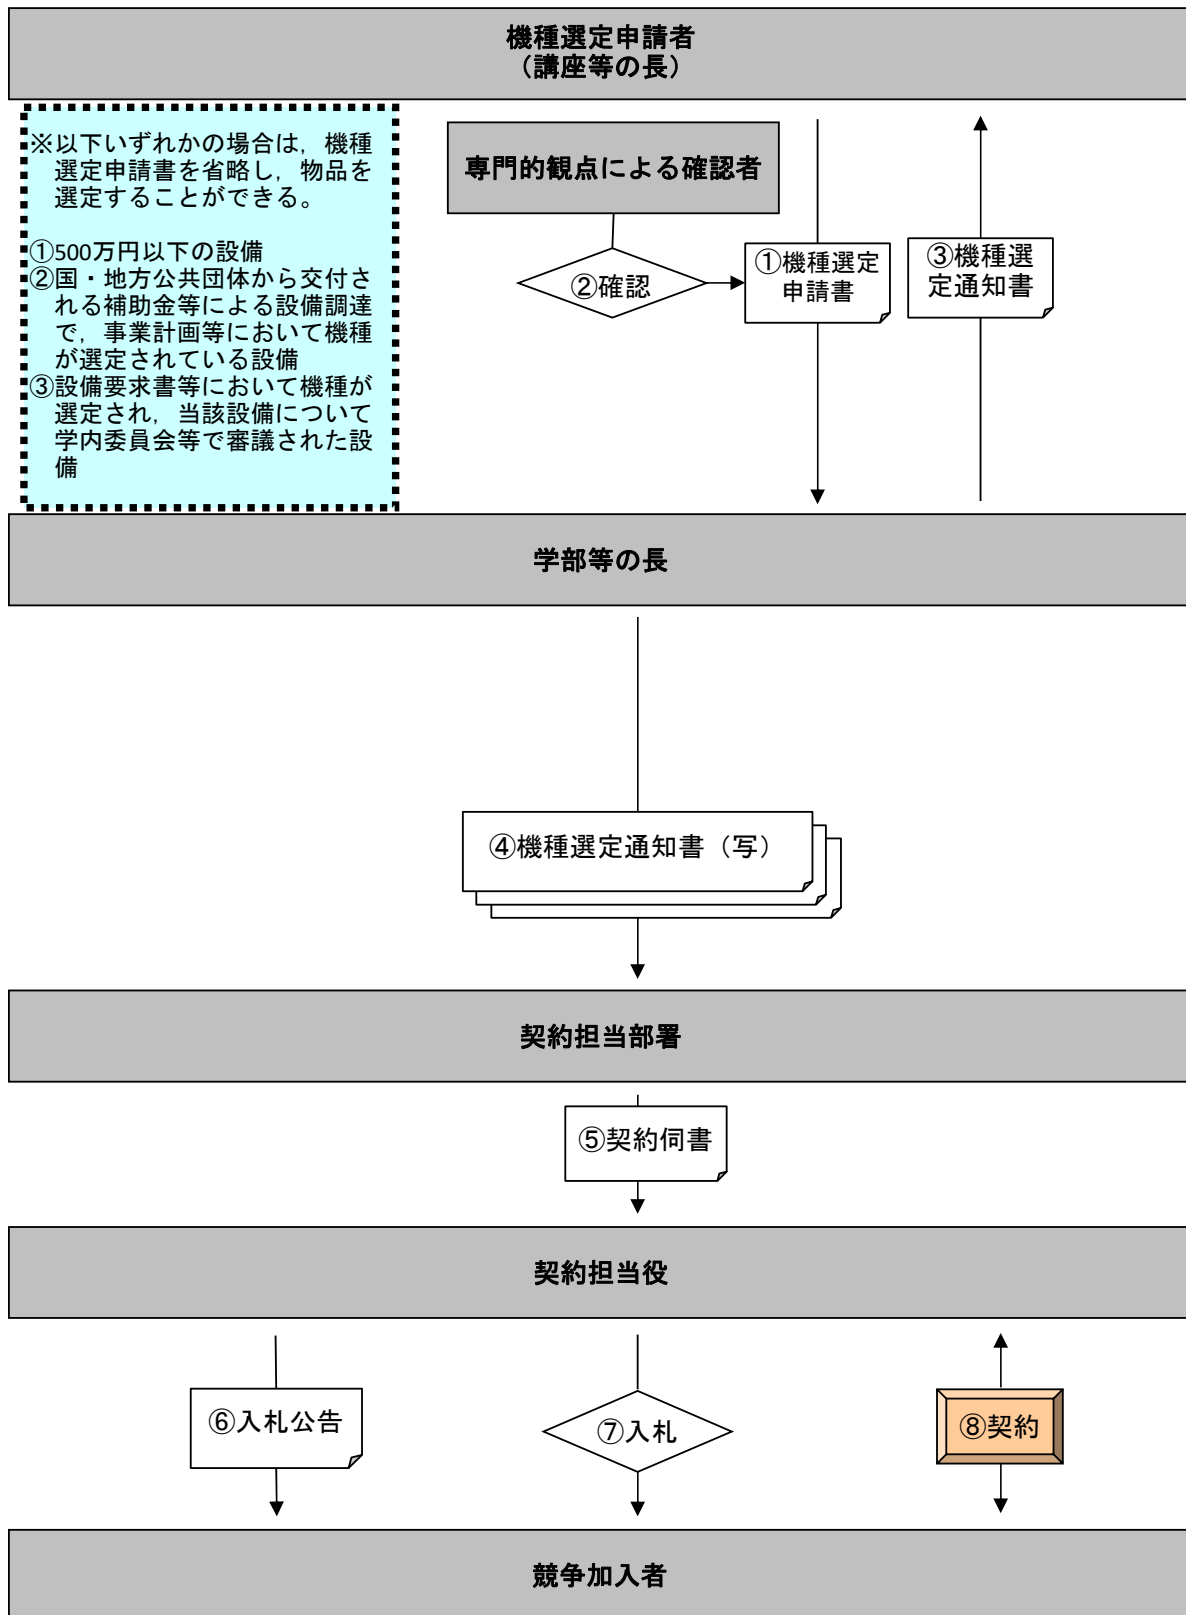 機種選定申請者
（講座等の長）
※以下いずれかの場合は，機種
選定申請書を省略し，物品を
選定することができる。
①500万円以下の設備
②国・地方公共団体から交付さ
れる補助金等による設備調達
で，事業計画等において機種
が選定されている設備
③設備要求書等において機種が
選定され，当該設備について
学内委員会等で審議された設
備
専門的観点による確認者
②確認
①機種選定
申請書
③機種選
定通知書
学部等の長
④機種選定通知書（写）
契約担当部署
⑤契約伺書
契約担当役
⑥入札公告
⑦入札
⑧契約
競争加入者